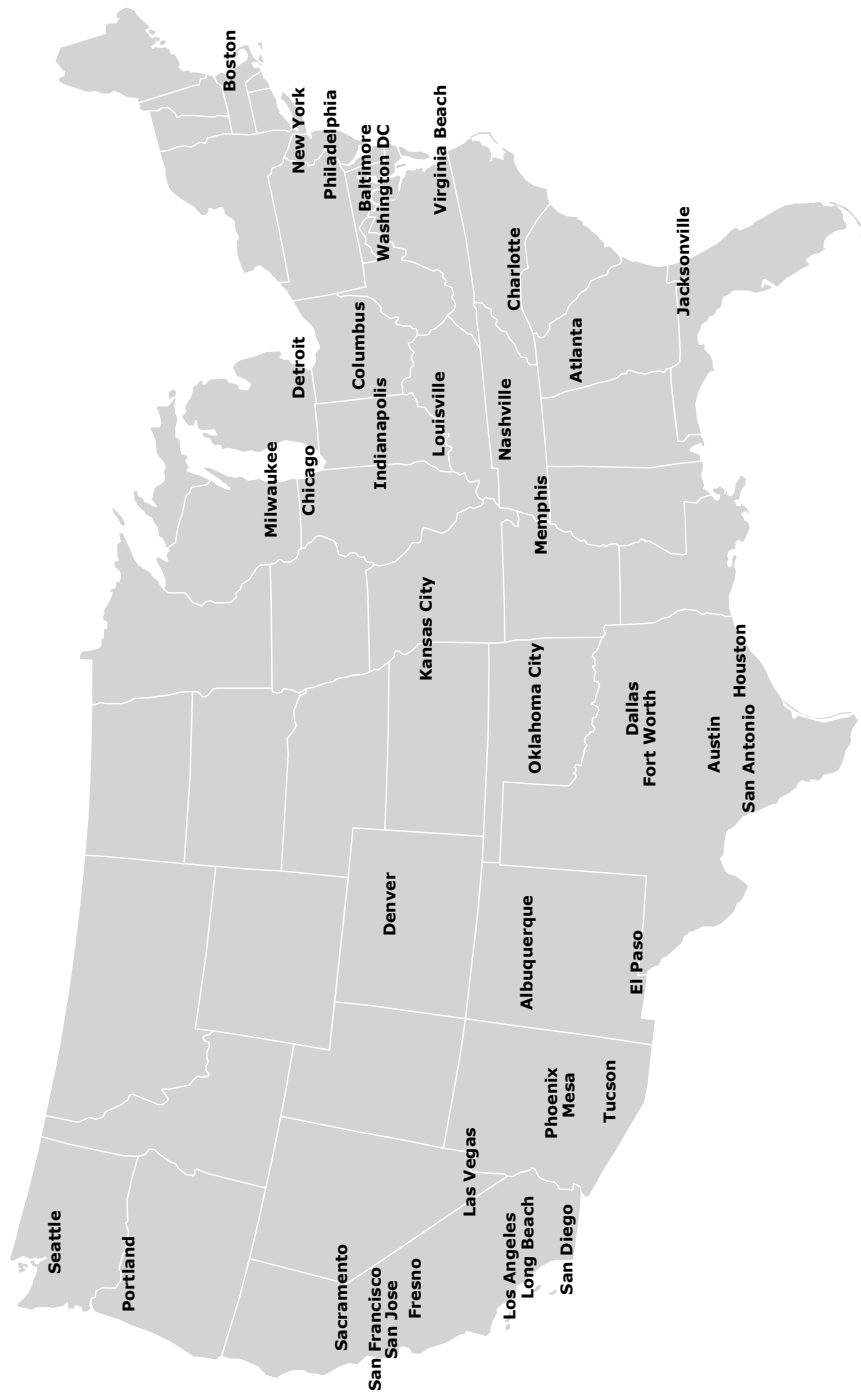 Seattle
Portland
Boston
Milwaukee
Detroit
New York
Chicago
Philadelphia
Sacramento
Columbus
Baltimore
San Francisco
Indianapolis
Washington DC
San Jose
Denver
Fresno
Kansas City
Louisville
Virginia Beach
Las Vegas
Nashville
Los Angeles
Charlotte
Long Beach
Albuquerque
Oklahoma City
Memphis
Phoenix
San Diego
Mesa
Atlanta
Tucson
Dallas
El Paso
Fort Worth
Jacksonville
Austin
Houston
San Antonio